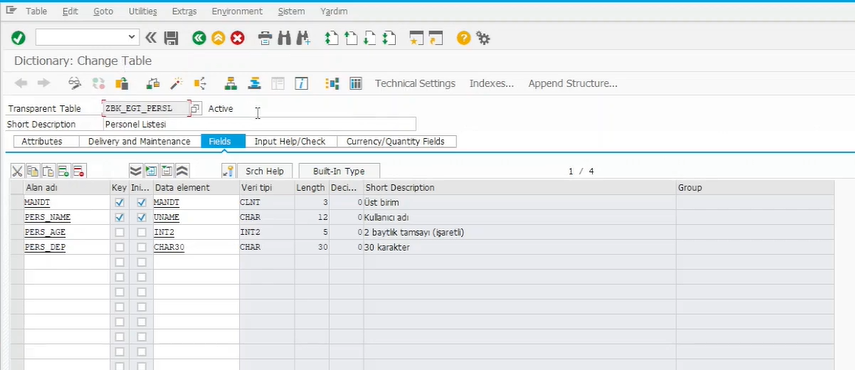 Table Edit Goto Utilities Extras Environment Sistem Yardım
Dictionary: Change Table
Technical Settings Indexes... Append Structure...
Transparent Table ZBK_EGT_PERSL Active
Short Description Personel Listesi
Attributes Delivery and Maintenance Fields Input Help/Check Currency/Quantity Fields
Srch Help Built-In Type 1 / 4
Alan adı Key Ini... Data element Veri tipi Length Deci... Short Description Group
MANDT MANDT CLNT 3 0 Üst birim
PERS_NAME UNAME CHAR 12 0 Kullanıcı adı
PERS_AGE INT2 INT2 5 0 2 baytlık tamsayı (işaretli)
PERS_DEP CHAR30 CHAR 30 0 30 karakter